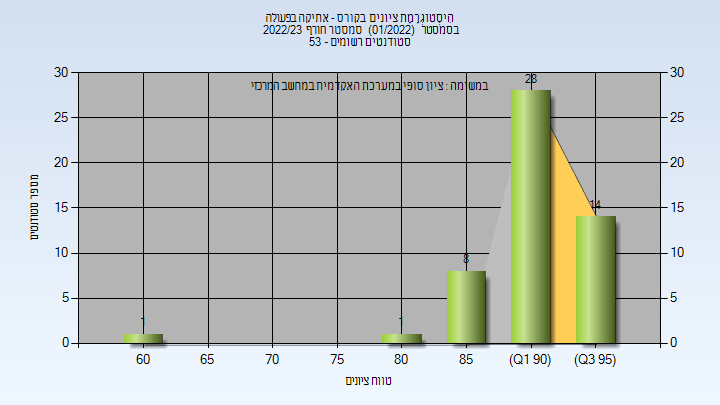 היסטוגרמת ציונים בקורס - אתיקה בפעולה
בסמסטר (01/2022) סמסטר חורף 2022/23
סטודנטים רשומים - 53
במשימה : ציון סופי במערכת האקדמית במחשב המרכזי
מספר סטודנטים
30 30
25 25
20 20
15 15
10 10
5 5
0 0
1 1 8 28 14
60 65 70 75 80 85 (Q1 90) (Q3 95)
טווח ציונים